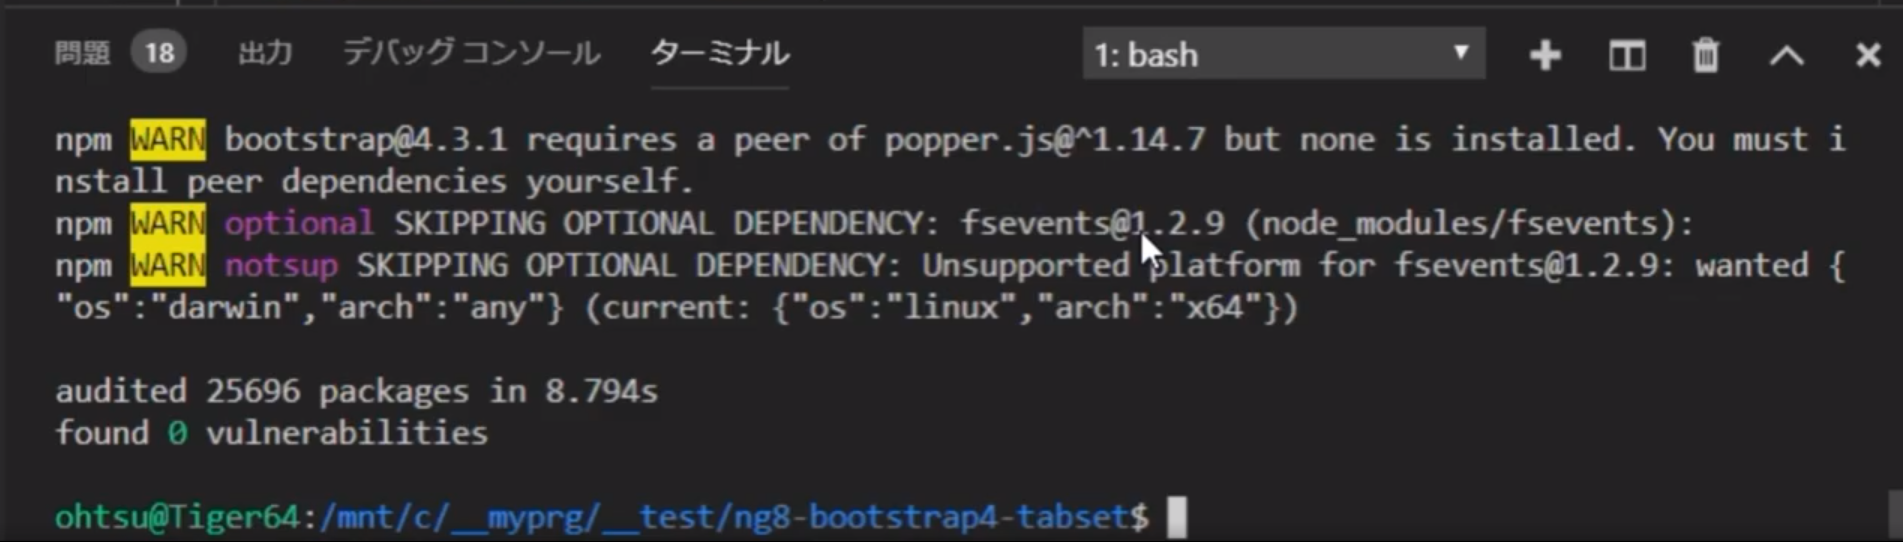 問題 18 出力 デバッグ コンソール ターミナル 1: bash
npm WARN bootstrap@4.3.1 requires a peer of popper.js@^1.14.7 but none is installed. You must i
nstall peer dependencies yourself.
npm WARN optional SKIPPING OPTIONAL DEPENDENCY: fsevents@1.2.9 (node_modules/fsevents):
npm WARN notsup SKIPPING OPTIONAL DEPENDENCY: Unsupported platform for fsevents@1.2.9: wanted {
"os":"darwin","arch":"any"} (current: {"os":"linux","arch":"x64"})
audited 25696 packages in 8.794s
found 0 vulnerabilities
ohtsu@Tiger64:/mnt/c/__myprg/__test/ng8-bootstrap4-tabset$